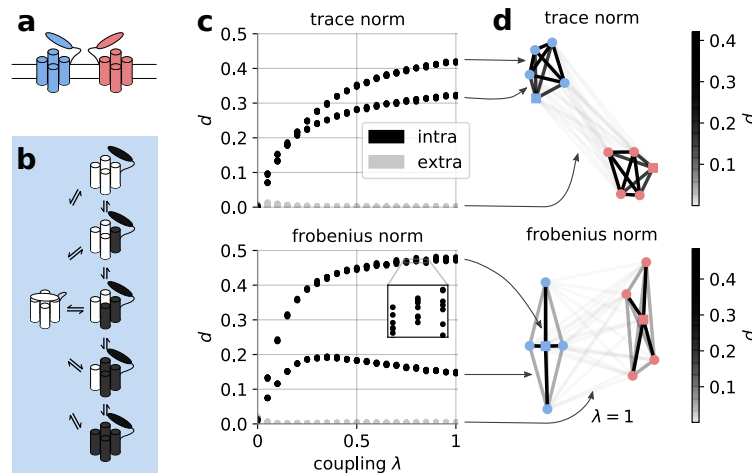 a
b
c
trace norm
0.5
0.4
0.3
0.2
0.1
0.0
d
intra
extra
frobenius norm
0.5
0.4
0.3
0.2
0.1
0.0
d
0
0.5
1
coupling λ
d
trace norm
0.4
0.3
0.2
0.1
d
frobenius norm
λ = 1
0.4
0.3
0.2
0.1
d